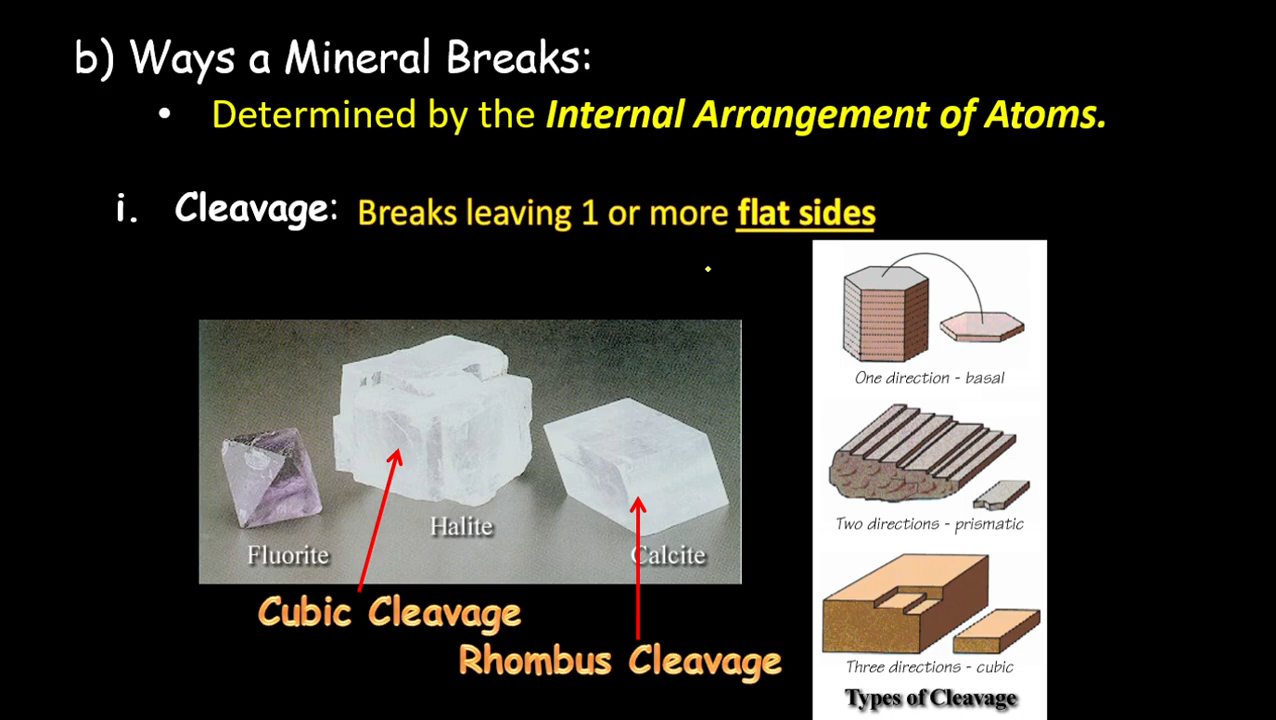 b) Ways a Mineral Breaks:
• Determined by the Internal Arrangement of Atoms.
i. Cleavage: Breaks leaving 1 or more flat sides
Fluorite
Halite
Calcite
Cubic Cleavage
Rhombus Cleavage
One direction - basal
Two directions - prismatic
Three directions - cubic
Types of Cleavage